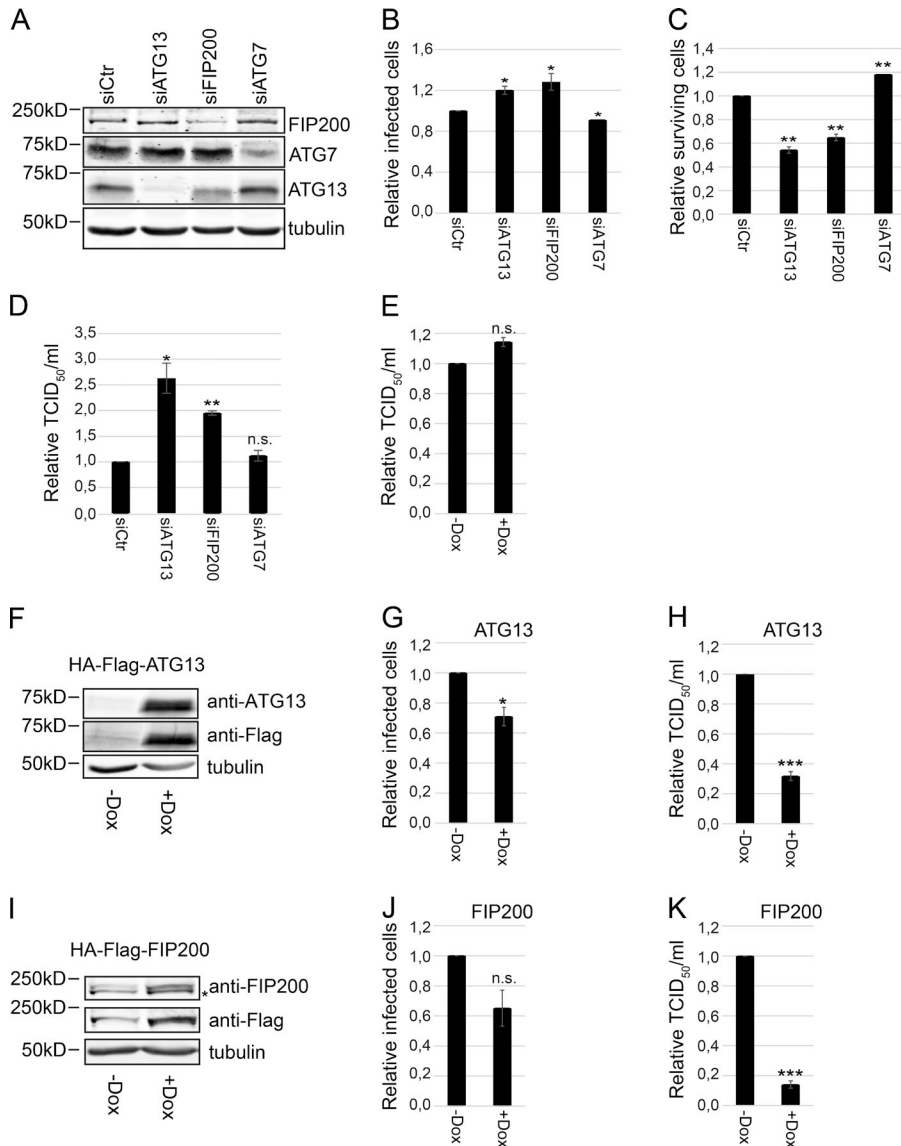 A
siCtr
siATG13
siFIP200
siATG7
250kD
FIP200
75kD
ATG7
75kD
ATG13
50kD
tubulin
B
Relative infected cells
1,6
1,2
0,8
0,4
0,0
*
*
*
siCtr
siATG13
siFIP200
siATG7
C
Relative surviving cells
1,4
1,2
1,0
0,8
0,6
0,4
0,2
0,0
**
**
**
siCtr
siATG13
siFIP200
siATG7
D
Relative TCID50/ml
3,5
3,0
2,5
2,0
1,5
1,0
0,5
0,0
*
**
n.s.
siCtr
siATG13
siFIP200
siATG7
E
Relative TCID50/ml
1,2
1,0
0,8
0,6
0,4
0,2
0,0
n.s.
-Dox
+Dox
F
HA-Flag-ATG13
75kD
anti-ATG13
75kD
anti-Flag
50kD
tubulin
-Dox
+Dox
G
ATG13
Relative infected cells
1,2
1,0
0,8
0,6
0,4
0,2
0,0
*
-Dox
+Dox
H
ATG13
Relative TCID50/ml
1,2
1,0
0,8
0,6
0,4
0,2
0,0
***
-Dox
+Dox
I
HA-Flag-FIP200
250kD
*anti-FIP200
250kD
anti-Flag
50kD
tubulin
-Dox
+Dox
J
FIP200
Relative infected cells
1,2
1,0
0,8
0,6
0,4
0,2
0,0
n.s.
-Dox
+Dox
K
FIP200
Relative TCID50/ml
1,2
1,0
0,8
0,6
0,4
0,2
0,0
***
-Dox
+Dox